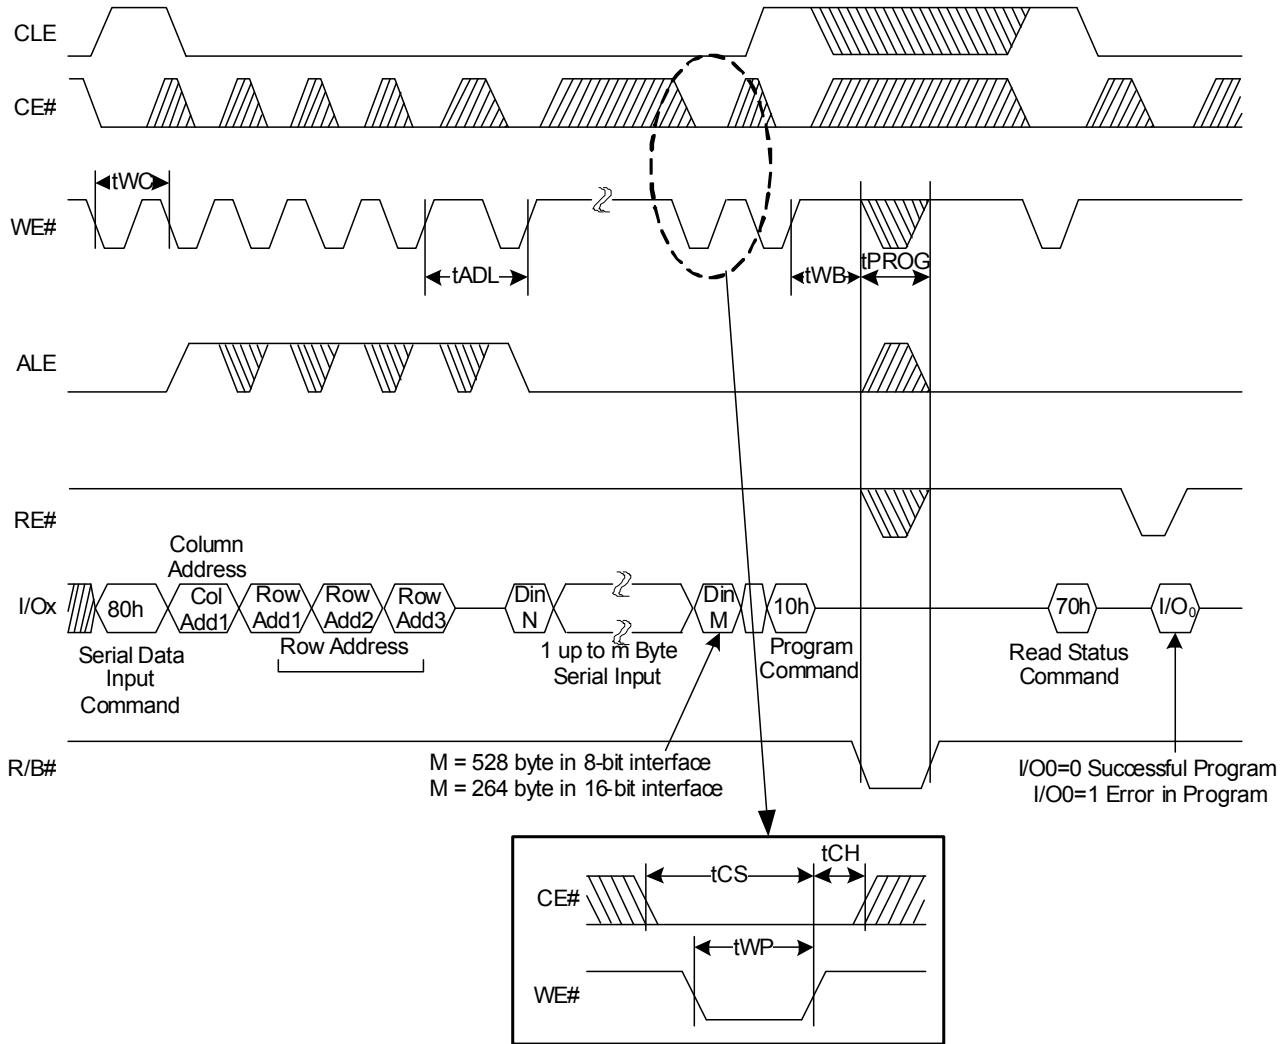 CLE
CE#
tWC
WE#
tADL
tWB
tPROG
ALE
RE#
Column
Address
I/Ox
80h
Col
Add1
Row
Add1
Row
Add2
Row
Add3
Din
N
Din
M
10h
70h
I/O0
Serial Data
Input
Command
Row Address
1 up to m Byte
Serial Input
Program
Command
Read Status
Command
R/B#
M = 528 byte in 8-bit interface
M = 264 byte in 16-bit interface
I/O0=0 Successful Program
I/O0=1 Error in Program
tCH
tCS
CE#
tWP
WE#